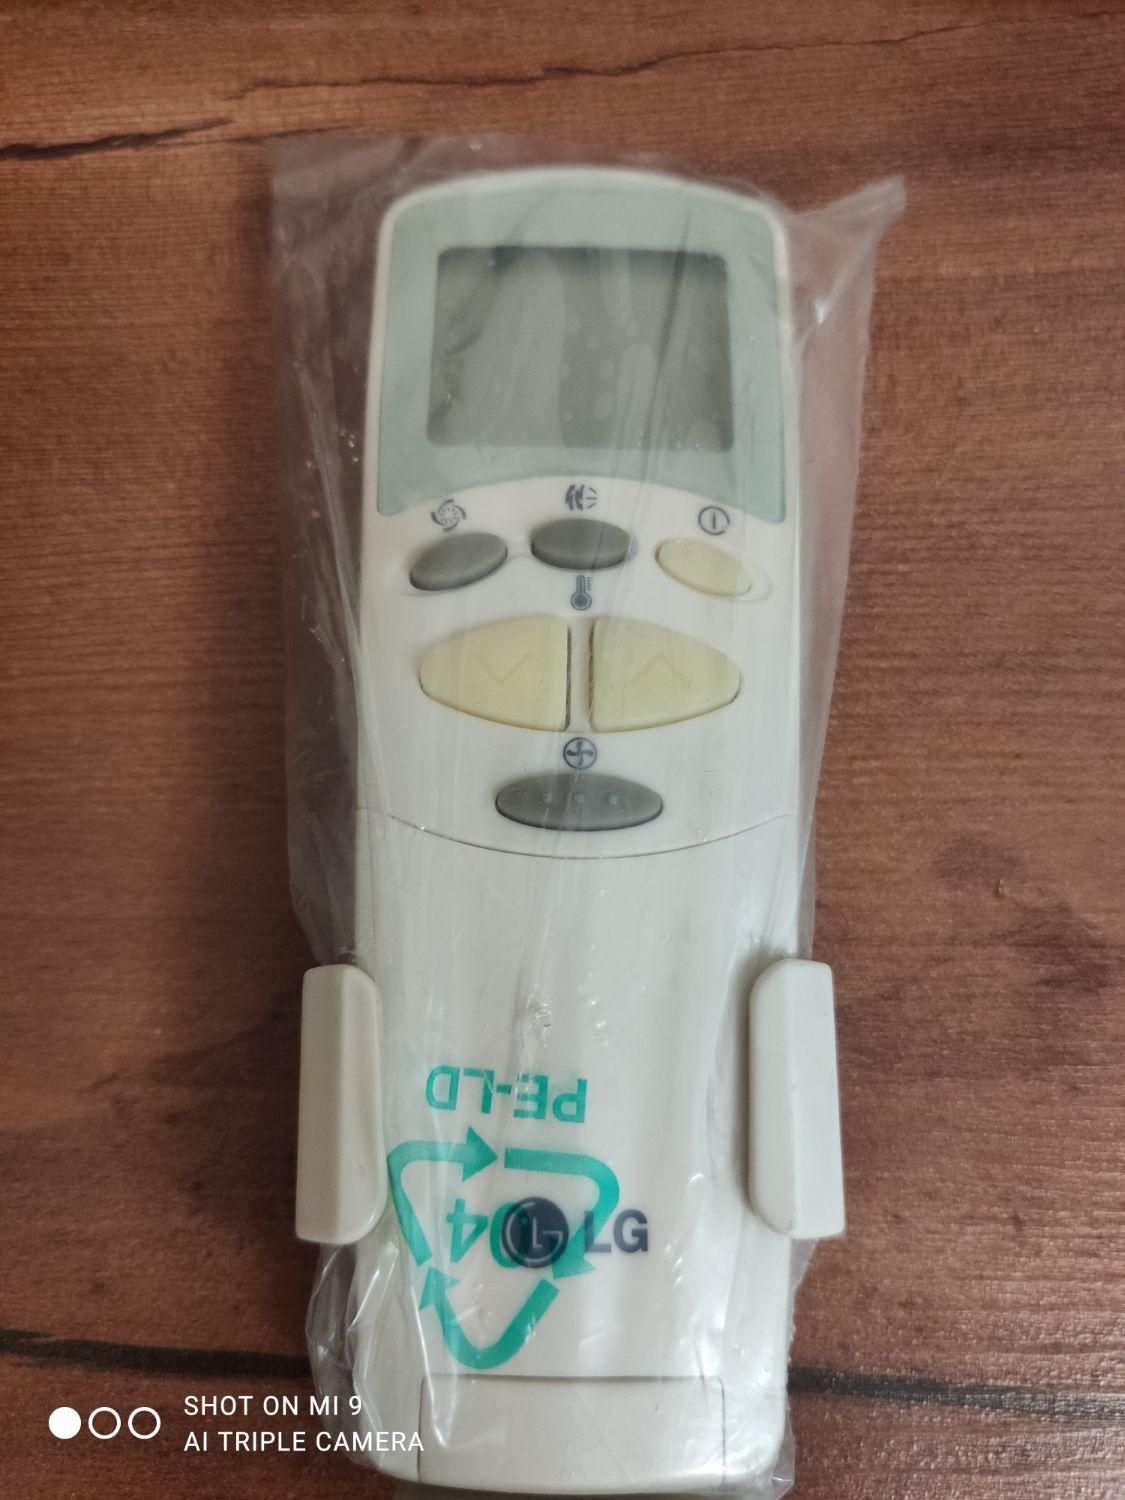 PE-LD
04
LG
SHOT ON MI 9
AI TRIPLE CAMERA